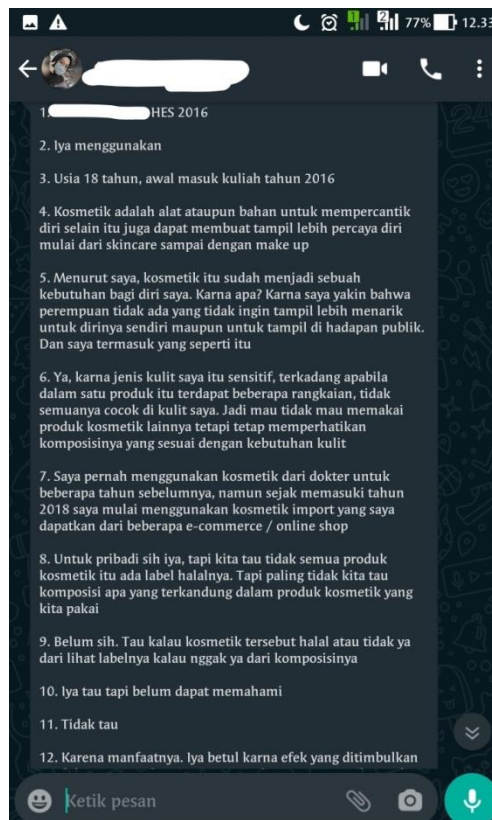 77% 12.33
1. HES 2016
2. Iya menggunakan
3. Usia 18 tahun, awal masuk kuliah tahun 2016
4. Kosmetik adalah alat ataupun bahan untuk mempercantik
diri selain itu juga dapat membuat tampil lebih percaya diri
mulai dari skincare sampai dengan make up
5. Menurut saya, kosmetik itu sudah menjadi sebuah
kebutuhan bagi diri saya. Karna apa? Karna saya yakin bahwa
perempuan tidak ada yang tidak ingin tampil lebih menarik
untuk dirinya sendiri maupun untuk tampil di hadapan publik.
Dan saya termasuk yang seperti itu
6. Ya, karna jenis kulit saya itu sensitif, terkadang apabila
dalam satu produk itu terdapat beberapa rangkaian, tidak
semuanya cocok di kulit saya. Jadi mau tidak mau memakai
produk kosmetik lainnya tetapi tetap memperhatikan
komposisinya yang sesuai dengan kebutuhan kulit
7. Saya pernah menggunakan kosmetik dari dokter untuk
beberapa tahun sebelumnya, namun sejak memasuki tahun
2018 saya mulai menggunakan kosmetik import yang saya
dapatkan dari beberapa e-commerce / online shop
8. Untuk pribadi sih iya, tapi kita tau tidak semua produk
kosmetik itu ada label halalnya. Tapi paling tidak kita tau
komposisi apa yang terkandung dalam produk kosmetik yang
kita pakai
9. Belum sih. Tau kalau kosmetik tersebut halal atau tidak ya
dari lihat labelnya kalau nggak ya dari komposisinya
10. Iya tau tapi belum dapat memahami
11. Tidak tau
12. Karena manfaatnya. Iya betul karna efek yang ditimbulkan
Ketik pesan